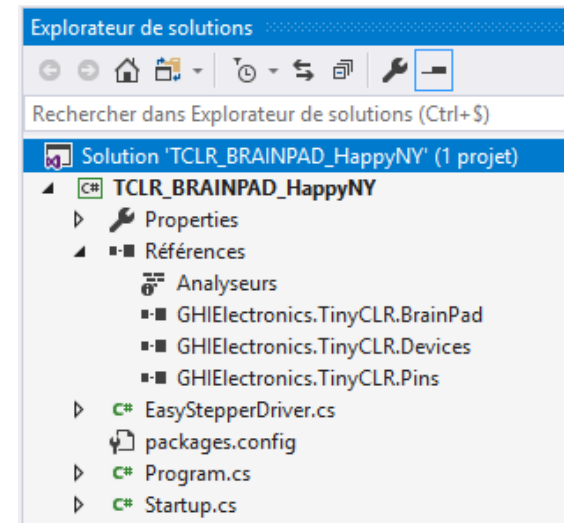 Explorateur de solutions
Rechercher dans Explorateur de solutions (Ctrl+$)
Solution 'TCLR_BRAINPAD_HappyNY' (1 projet)
C# TCLR_BRAINPAD_HappyNY
Properties
Références
Analyseurs
GHIElectronics.TinyCLR.BrainPad
GHIElectronics.TinyCLR.Devices
GHIElectronics.TinyCLR.Pins
C# EasyStepperDriver.cs
packages.config
C# Program.cs
C# Startup.cs